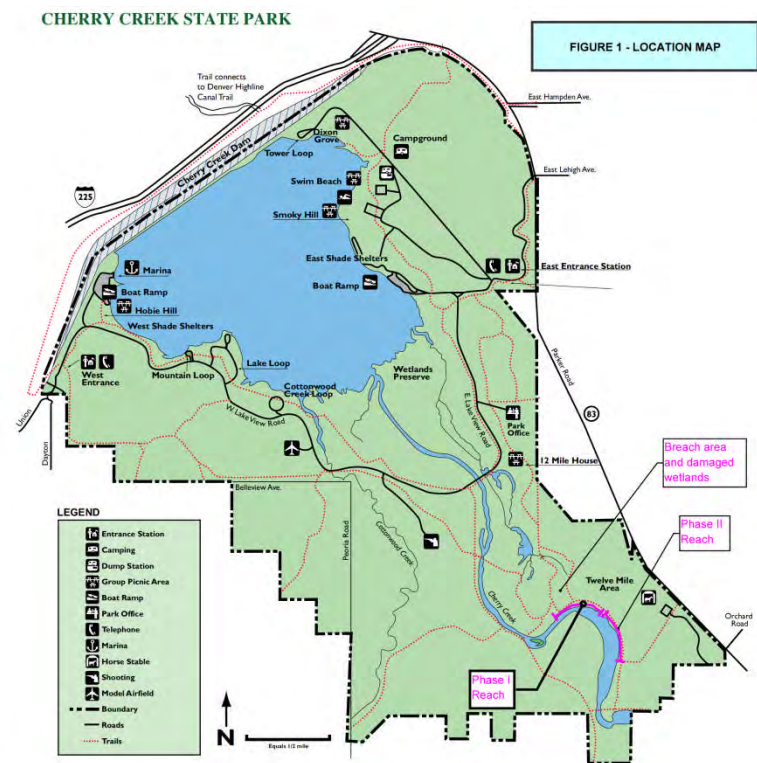 CHERRY CREEK STATE PARK
FIGURE 1 - LOCATION MAP
Trail connects
to Denver Highline
Canal Trail
East Hampden Ave.
Dixon
Grove
Campground
Tower Loop
Cherry Creek Dam
East Lehigh Ave.
Swim Beach
225
Smoky Hill
East Shade Shelters
East Entrance Station
Marina
Boat Ramp
Boat Ramp
Hobie Hill
West Shade Shelters
Parker Road
Lake Loop
Wetlands
Preserve
West
Entrance
Mountain Loop
Cottonwood
Creek Loop
E. Lake View Road
Park
Office
83
Union
W. Lake View Road
Dayton
12 Mile House
Breach area
and damaged
wetlands
Belleview Ave.
Peoria Road
Cottonwood Creek
Phase II
Reach
Twelve Mile
Area
Cherry Creek
Orchard
Road
Phase I
Reach
LEGEND
Entrance Station
Camping
Dump Station
Group Picnic Area
Boat Ramp
Park Office
Telephone
Marina
Horse Stable
Shooting
Model Airfield
Boundary
Roads
Trails
N
Equals 1/2 mile